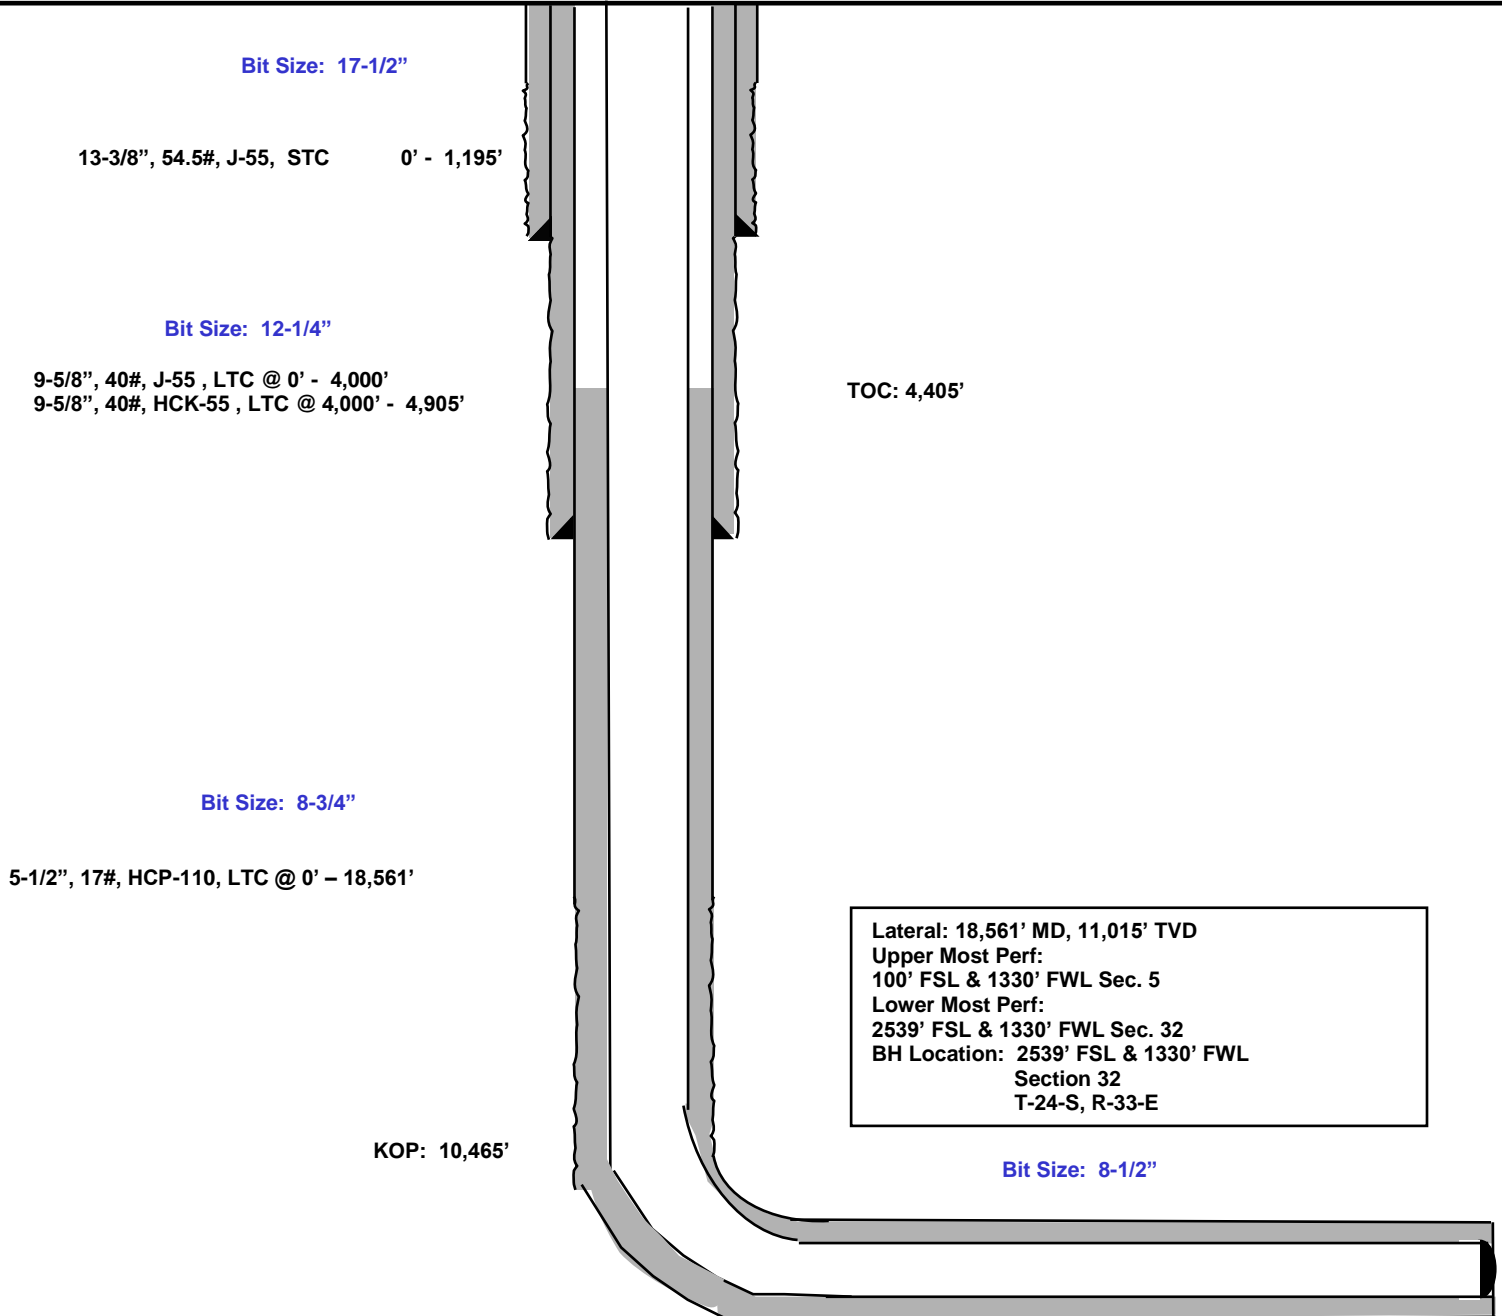 Bit Size: 17-1/2”
13-3/8”, 54.5#, J-55, STC 0’ - 1,195’
Bit Size: 12-1/4”
9-5/8”, 40#, J-55 , LTC @ 0’ - 4,000’
9-5/8”, 40#, HCK-55 , LTC @ 4,000’ - 4,905’
TOC: 4,405’
Bit Size: 8-3/4”
5-1/2”, 17#, HCP-110, LTC @ 0’ – 18,561’
Lateral: 18,561’ MD, 11,015’ TVD
Upper Most Perf:
100’ FSL & 1330’ FWL Sec. 5
Lower Most Perf:
2539’ FSL & 1330’ FWL Sec. 32
BH Location: 2539’ FSL & 1330’ FWL
Section 32
T-24-S, R-33-E
KOP: 10,465’
Bit Size: 8-1/2”